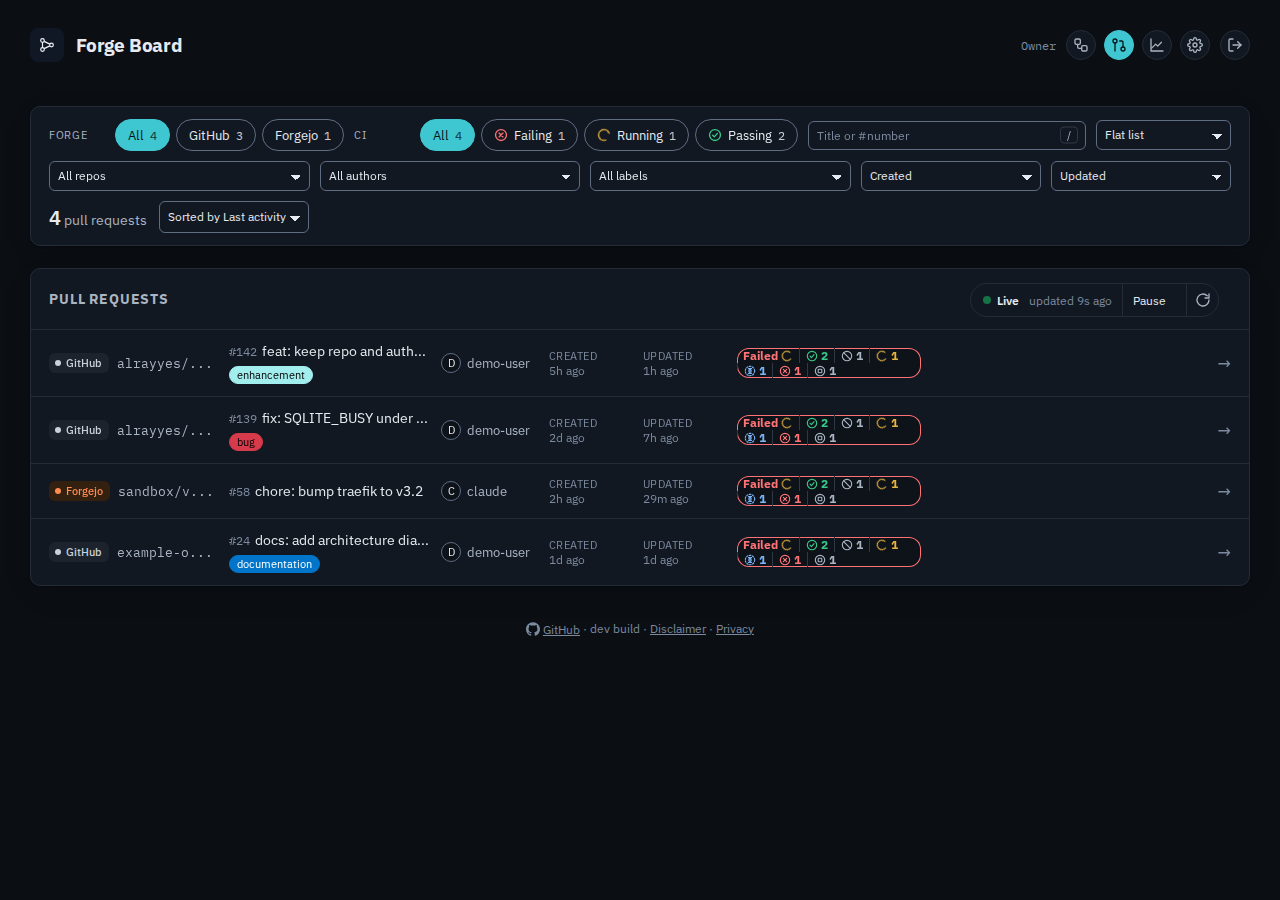 Forge Board
Owner
FORGE All 4 GitHub 3 Forgejo 1 CI All 4 Failing 1 Running 1 Passing 2 Title or #number / Flat list
All repos All authors All labels Created Updated
4 pull requests Sorted by Last activity
PULL REQUESTS Live updated 9s ago Pause
GitHub alrayyes/... #142 feat: keep repo and auth... D demo-user CREATED UPDATED Failed 2 1 1
enhancement 5h ago 1h ago 1 1 1
GitHub alrayyes/... #139 fix: SQLITE_BUSY under ... D demo-user CREATED UPDATED Failed 2 1 1
bug 2d ago 7h ago 1 1 1
Forgejo sandbox/v... #58 chore: bump traefik to v3.2 C claude CREATED UPDATED Failed 2 1 1
2h ago 29m ago 1 1 1
GitHub example-o... #24 docs: add architecture dia... D demo-user CREATED UPDATED Failed 2 1 1
documentation 1d ago 1d ago 1 1 1
GitHub · dev build · Disclaimer · Privacy